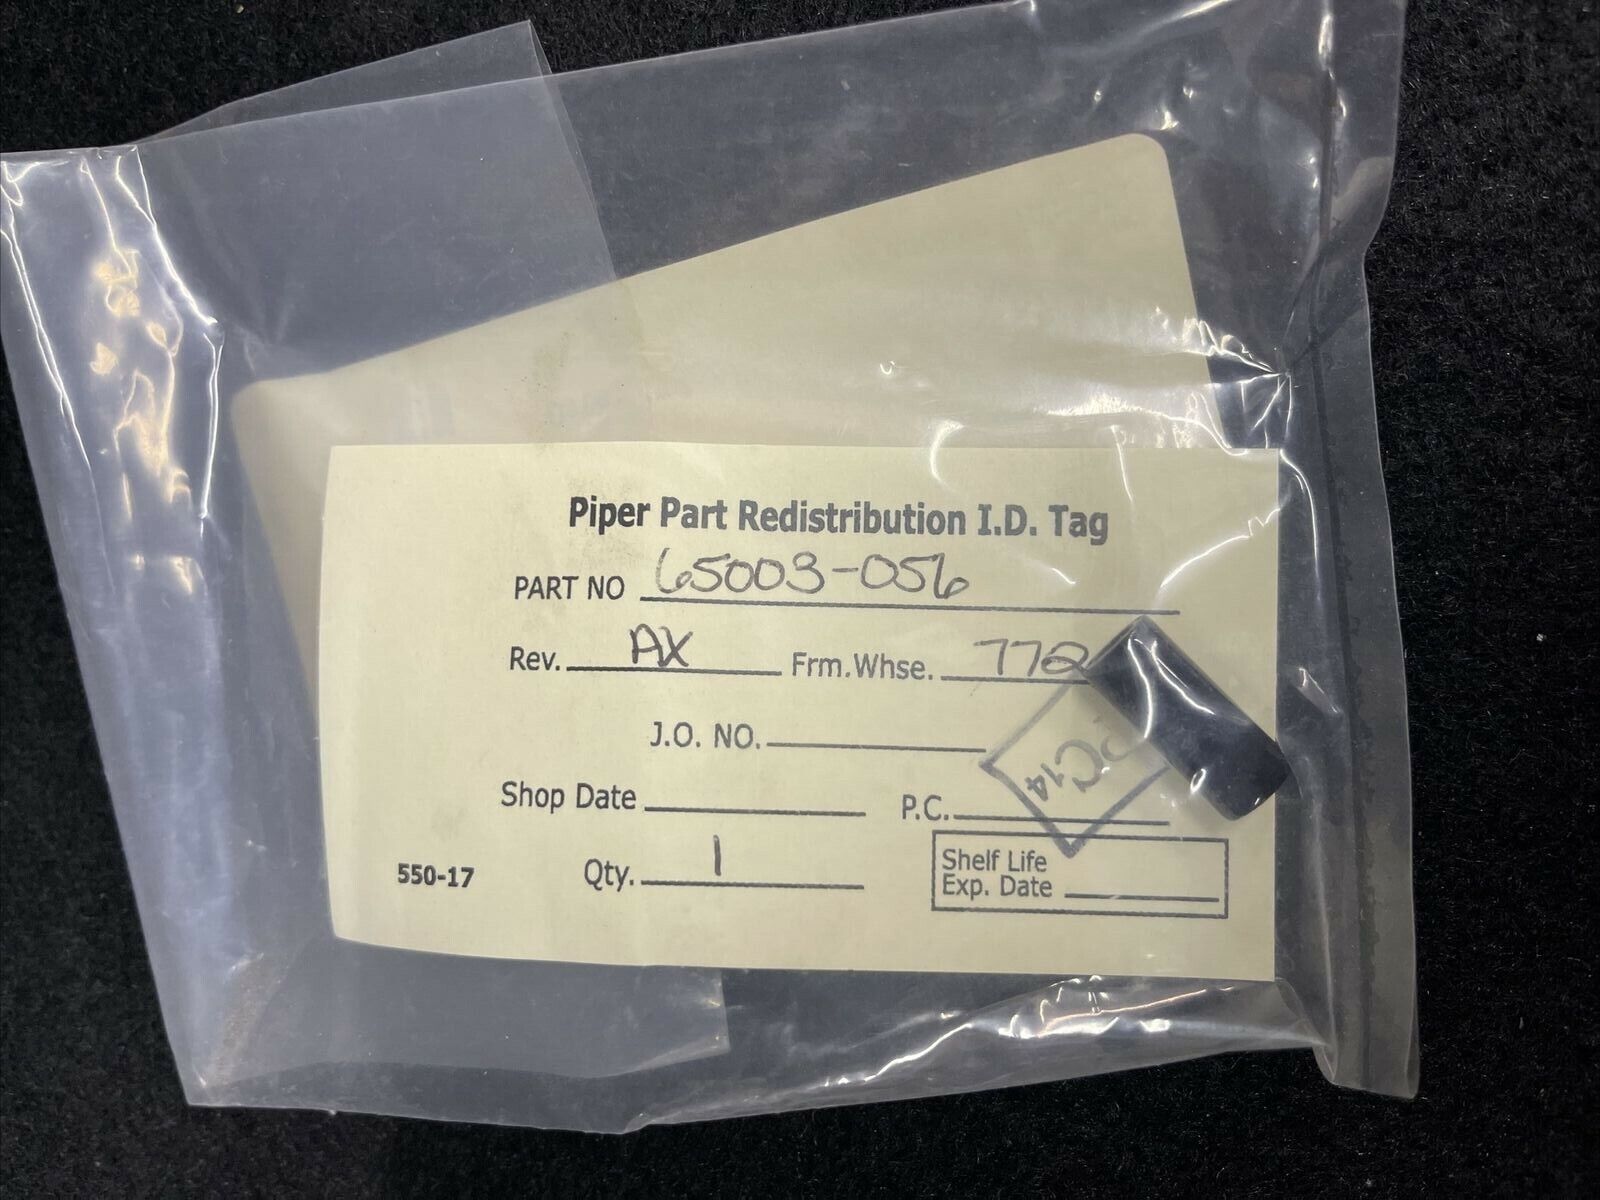 Piper Part Redistribution I.D. Tag
PART NO 65003-056
Rev. AX Frm.Whse. 772
J.O. NO.
PC14
Shop Date P.C.
550-17 Qty. 1 Shelf Life
Exp. Date